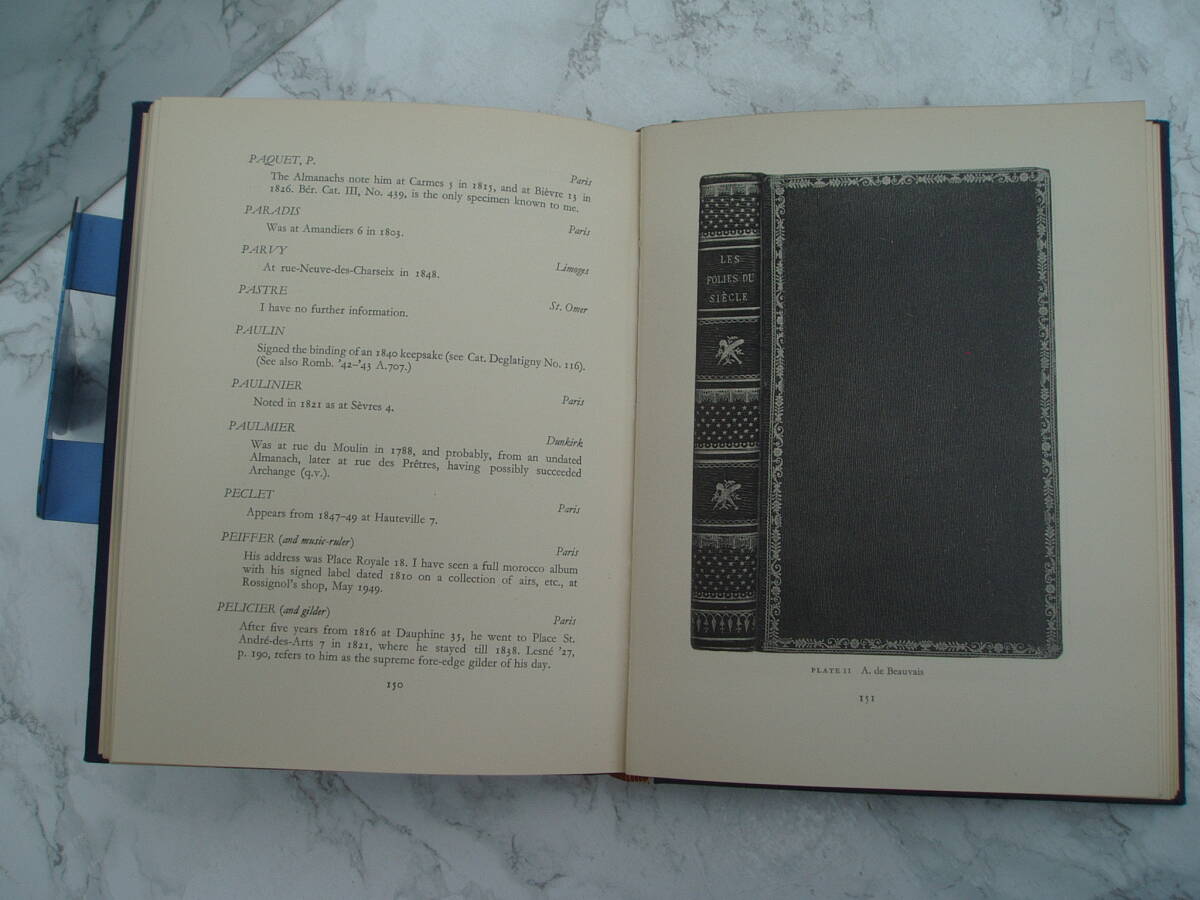 PAQUET, P.
Paris
The Almanachs note him at Carmes 5 in 1815, and at Bièvre 13 in
1826. Bér. Cat. III, No. 439, is the only specimen known to me.
PARADIS
Paris
Was at Amandiers 6 in 1803.
PARVY
Limoges
At rue-Neuve-des-Charseix in 1848.
PASTRE
St. Omer
I have no further information.
PAULIN
Signed the binding of an 1840 keepsake (see Cat. Deglatigny No. 116).
(See also Romb. '42–'43 A.707.)
PAULINIER
Paris
Noted in 1821 as at Sèvres 4.
PAULMIER
Dunkirk
Was at rue du Moulin in 1788, and probably, from an undated
Almanach, later at rue des Prêtres, having possibly succeeded
Archange (q.v.).
PECLET
Paris
Appears from 1847–49 at Hauteville 7.
PEIFFER (and music-ruler)
Paris
His address was Place Royale 18. I have seen a full morocco album
with his signed label dated 1810 on a collection of airs, etc., at
Rossignol's shop, May 1949.
PELICIER (and gilder)
Paris
After five years from 1816 at Dauphine 35, he went to Place St.
André-des-Arts 7 in 1821, where he stayed till 1838. Lesné '27,
p. 190, refers to him as the supreme fore-edge gilder of his day.
150
LES
FOLIES DU
SIÈCLE
PLATE II A. de Beauvais
151